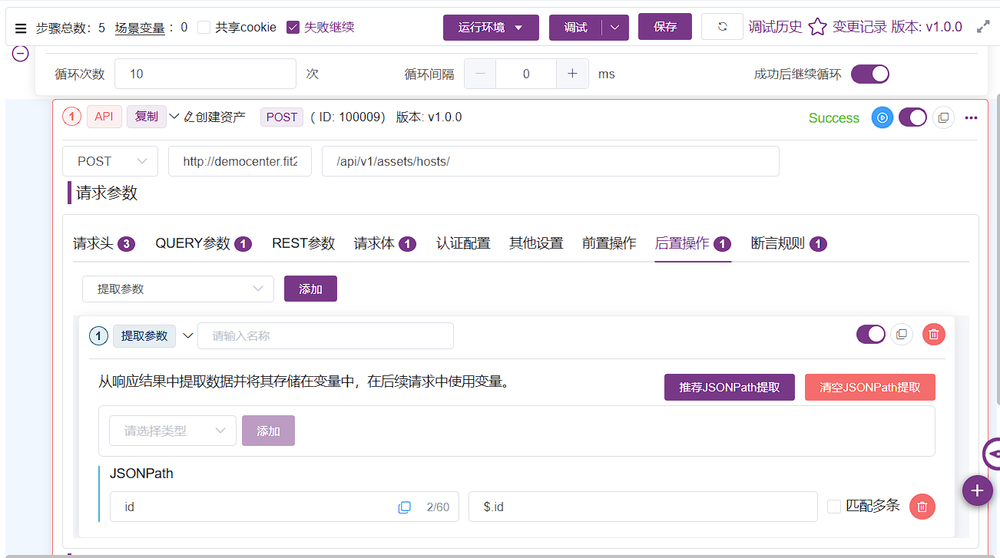 步骤总数： 5 场景变量 ： 0 共享cookie 失败继续 运行环境 调试 保存 调试历史 变更记录 版本: v1.0.0
循环次数 10 次 循环间隔 0 ms 成功后继续循环
1 API 复制 创建资产 POST ( ID: 100009) 版本: v1.0.0 Success
POST http://democenter.fit2 /api/v1/assets/hosts/
请求参数
请求头 3 QUERY参数 1 REST参数 请求体 1 认证配置 其他设置 前置操作 后置操作 1 断言规则 1
提取参数 添加
1 提取参数 请输入名称
从响应结果中提取数据并将其存储在变量中，在后续请求中使用变量。 推荐JSONPath提取 清空JSONPath提取
请选择类型 添加
JSONPath
id 2/60 $.id 匹配多条